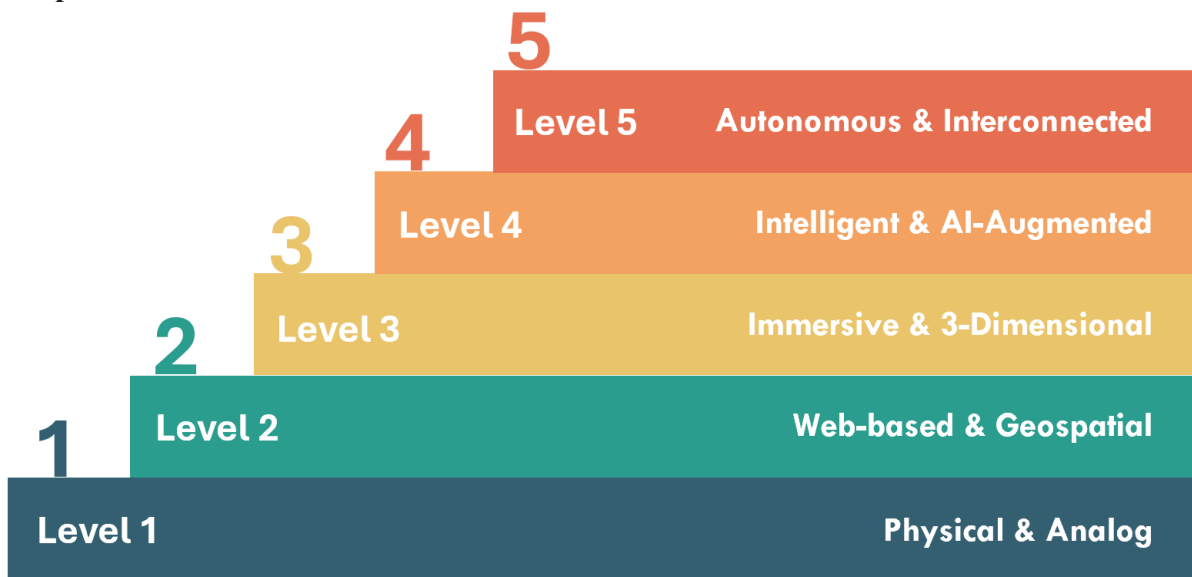 5
Level 5 Autonomous & Interconnected
4
Level 4 Intelligent & AI-Augmented
3
Level 3 Immersive & 3-Dimensional
2
Level 2 Web-based & Geospatial
1
Level 1 Physical & Analog